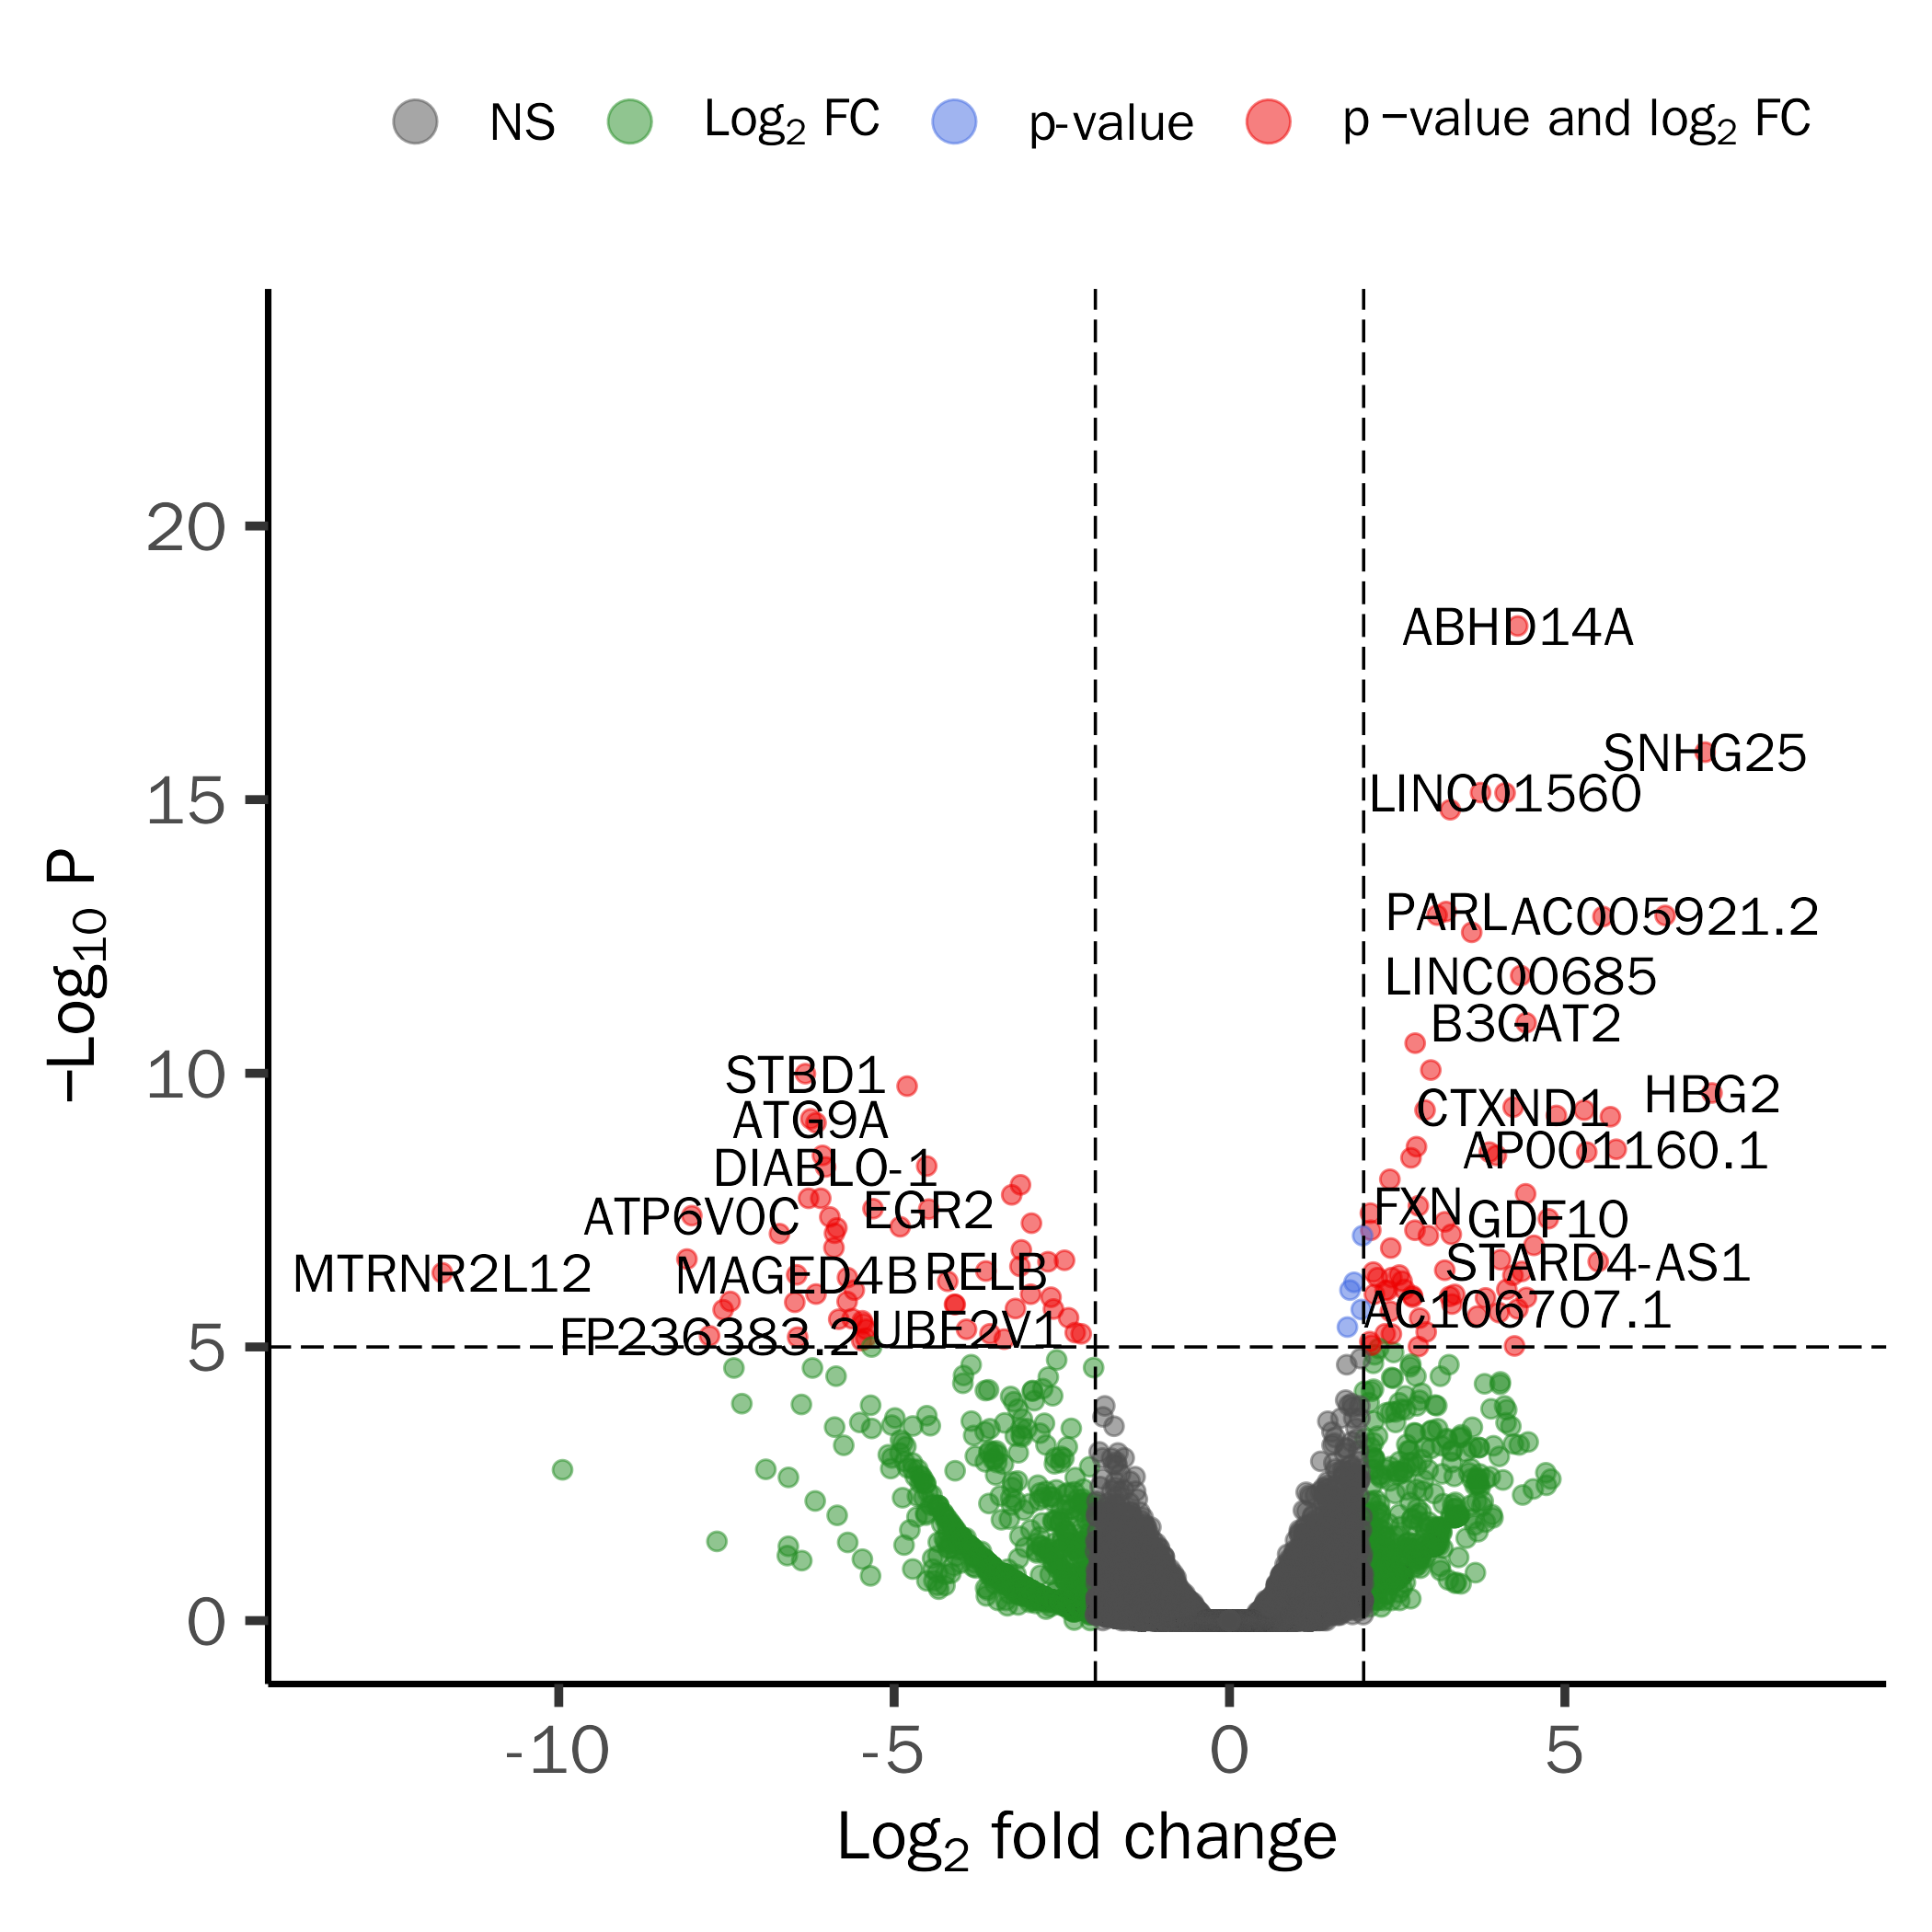 NS Log2 FC p-value p −value and log2 FC
−Log10 P
20
15
10
5
0
ABHD14A
SNHG25
LINC01560
PARL AC005921.2
LINC00685
B3GAT2
STBD1
HBG2
CTXND1
ATG9A
AP001160.1
DIABLO-1
FXN
EGR2
ATP6V0C
GDF10
STARD4-AS1
MTRNR2L12
MAGED4B
RELB
AC106707.1
FP236383.2
UBE2V1
-10 -5 0 5
Log2 fold change